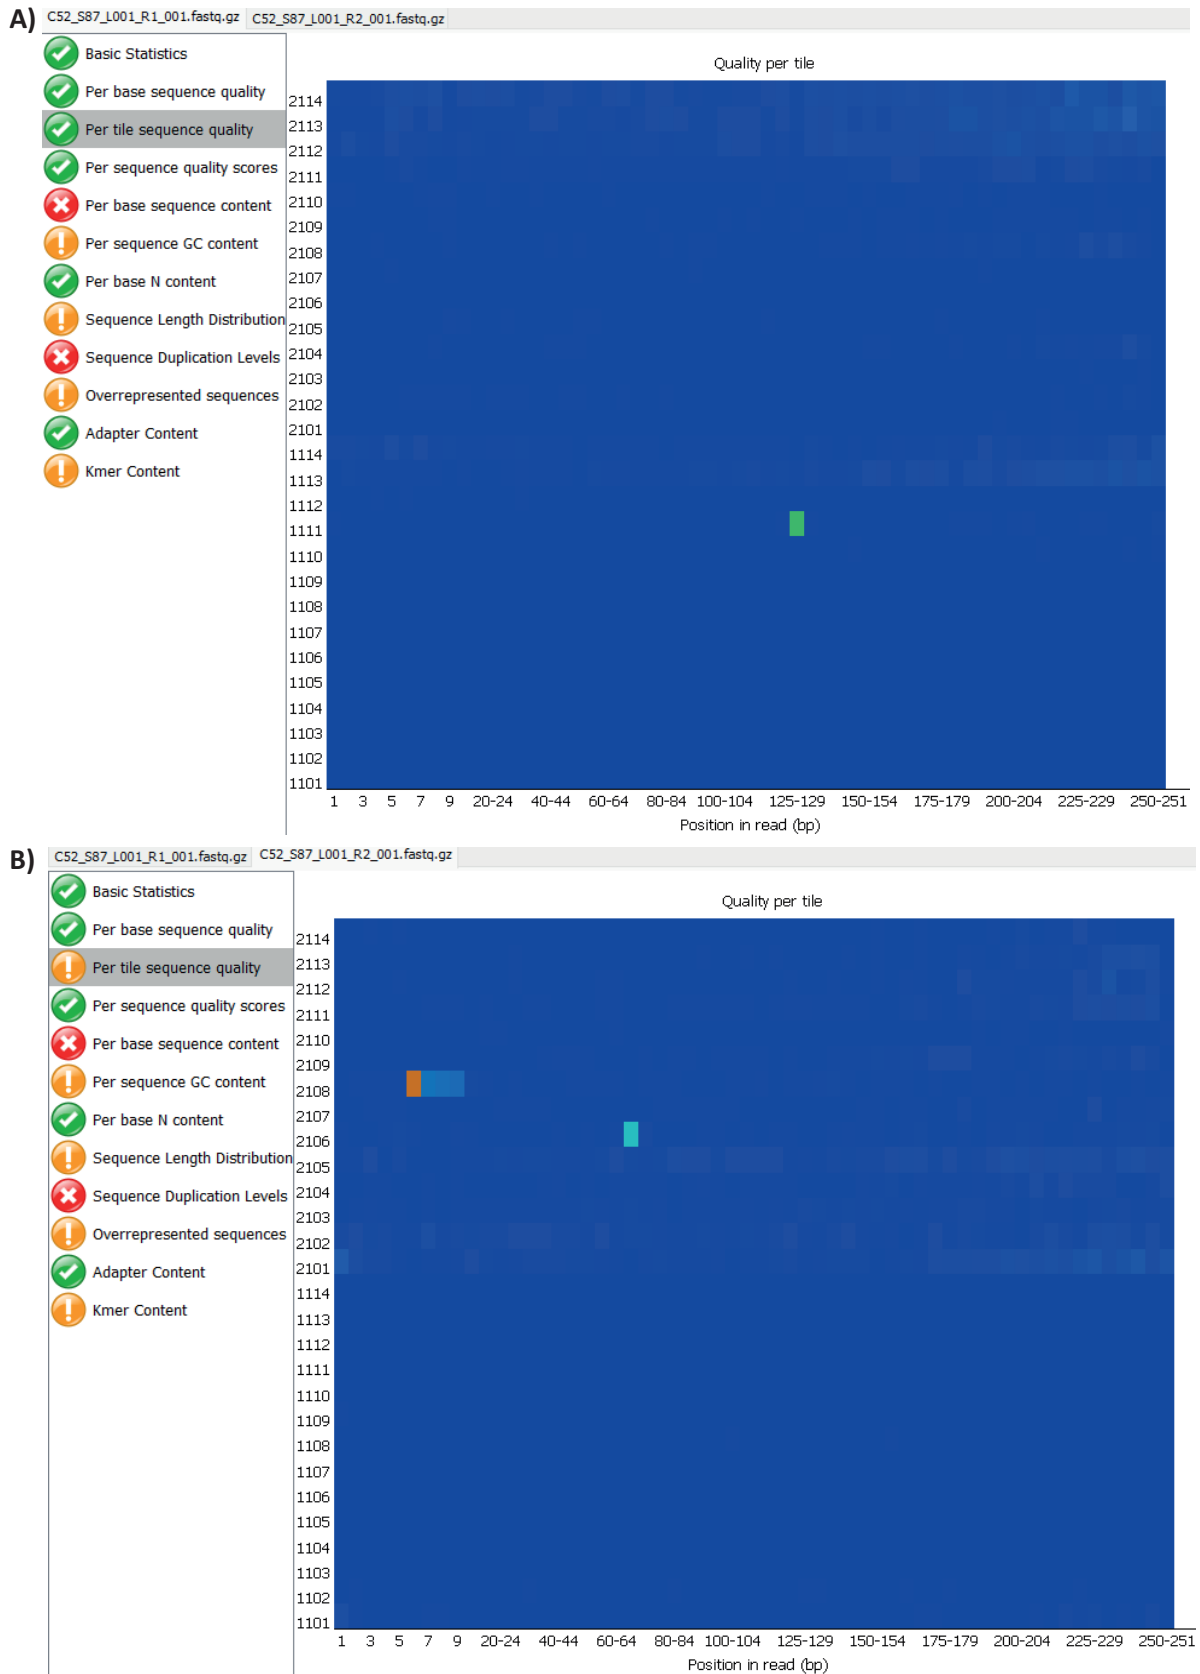 A)
C52_S87_L001_R1_001.fastq.gz C52_S87_L001_R2_001.fastq.gz
Basic Statistics
Per base sequence quality
Per tile sequence quality
Per sequence quality scores
Per base sequence content
Per sequence GC content
Per base N content
Sequence Length Distribution
Sequence Duplication Levels
Overrepresented sequences
Adapter Content
Kmer Content
Quality per tile
2114
2113
2112
2111
2110
2109
2108
2107
2106
2105
2104
2103
2102
2101
1114
1113
1112
1111
1110
1109
1108
1107
1106
1105
1104
1103
1102
1101
1 3 5 7 9 20-24 40-44 60-64 80-84 100-104 125-129 150-154 175-179 200-204 225-229 250-251
Position in read (bp)
B)
C52_S87_L001_R1_001.fastq.gz C52_S87_L001_R2_001.fastq.gz
Basic Statistics
Per base sequence quality
Per tile sequence quality
Per sequence quality scores
Per base sequence content
Per sequence GC content
Per base N content
Sequence Length Distribution
Sequence Duplication Levels
Overrepresented sequences
Adapter Content
Kmer Content
Quality per tile
2114
2113
2112
2111
2110
2109
2108
2107
2106
2105
2104
2103
2102
2101
1114
1113
1112
1111
1110
1109
1108
1107
1106
1105
1104
1103
1102
1101
1 3 5 7 9 20-24 40-44 60-64 80-84 100-104 125-129 150-154 175-179 200-204 225-229 250-251
Position in read (bp)